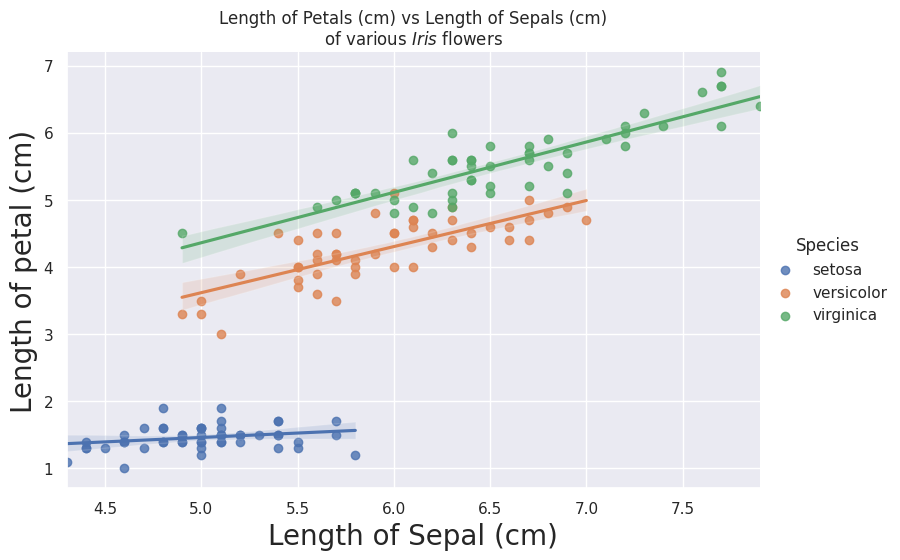 Length of Petals (cm) vs Length of Sepals (cm)
of various Iris flowers
7
6
5
4
3
2
1
Length of petal (cm)
4.5 5.0 5.5 6.0 6.5 7.0 7.5
Length of Sepal (cm)
Species
setosa
versicolor
virginica